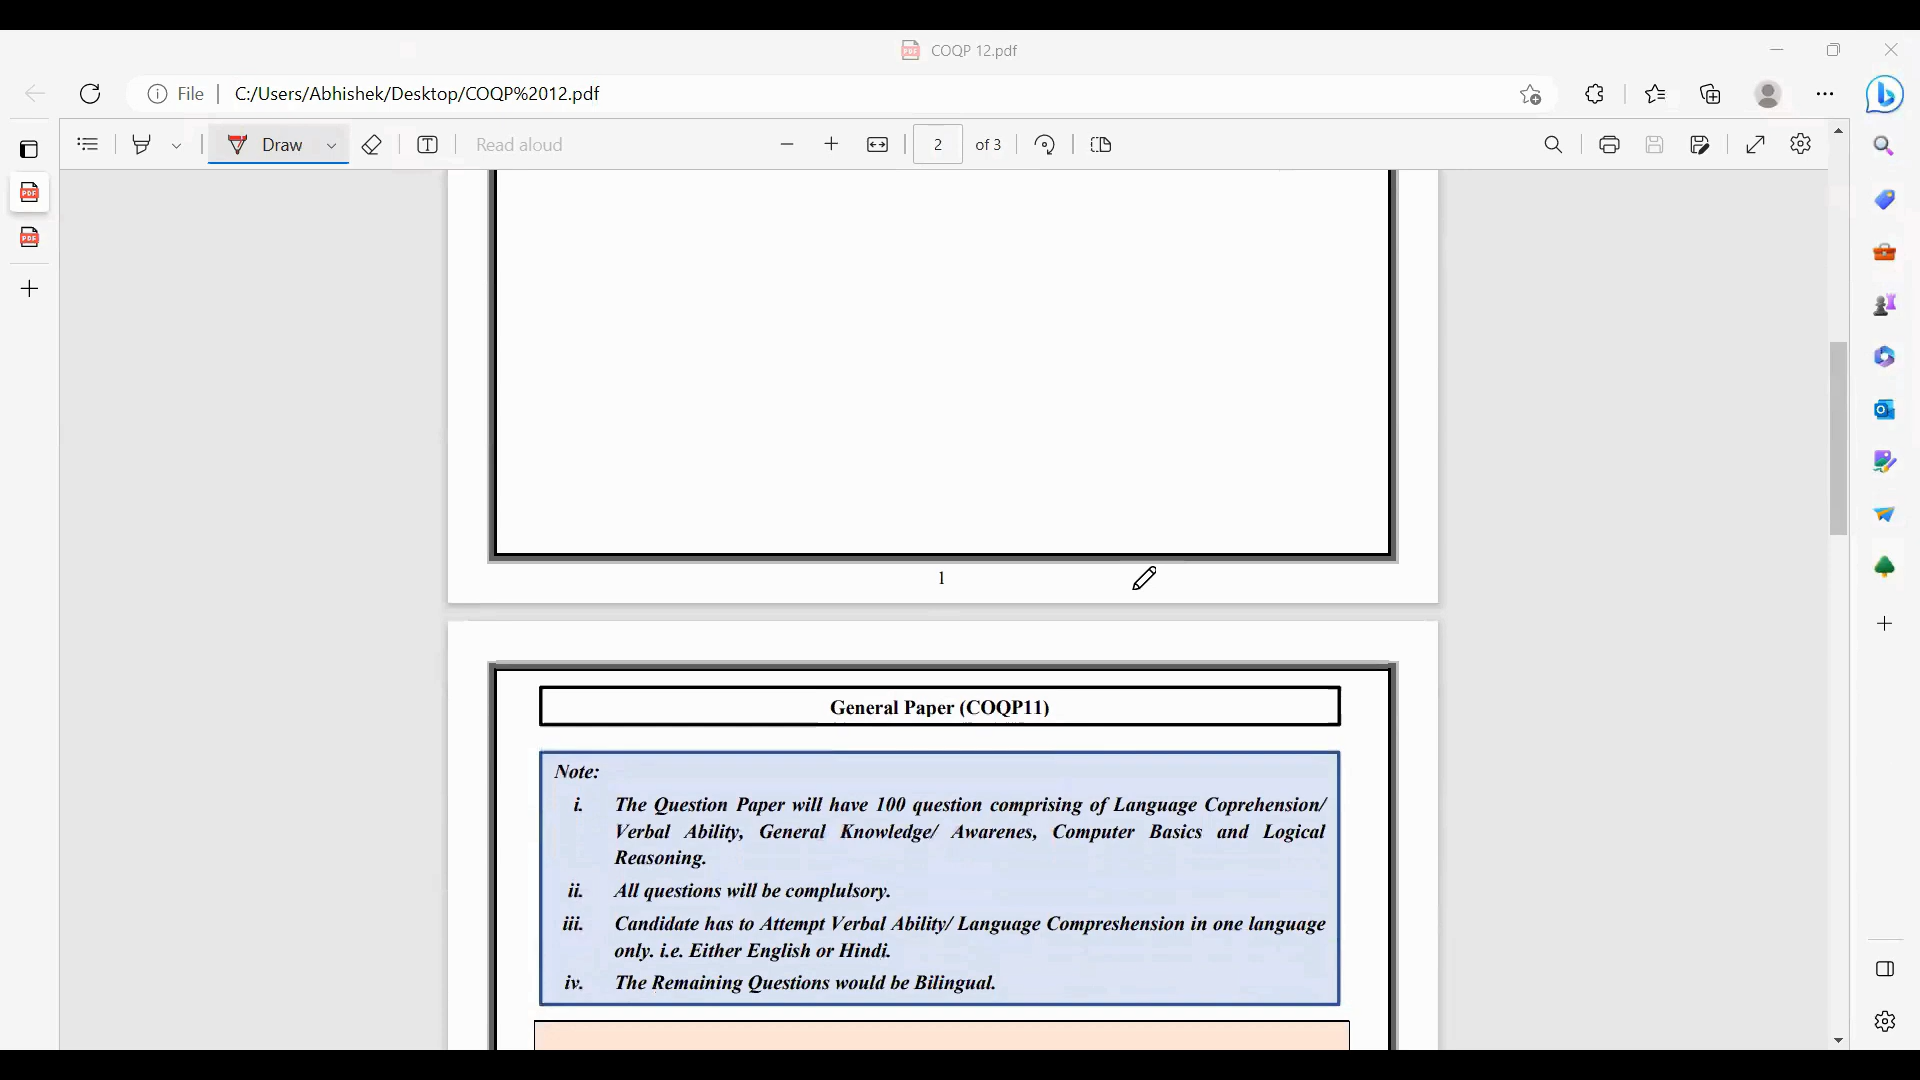 COQP 12.pdf
File
C:/Users/Abhishek/Desktop/COQP%2012.pdf
Draw
Read aloud
2
of 3
1
General Paper (COQP11)
Note:
i. The Question Paper will have 100 question comprising of Language Coprehension/
Verbal Ability, General Knowledge/ Awarenes, Computer Basics and Logical
Reasoning.
ii. All questions will be complulsory.
iii. Candidate has to Attempt Verbal Ability/ Language Compreshension in one language
only. i.e. Either English or Hindi.
iv. The Remaining Questions would be Bilingual.